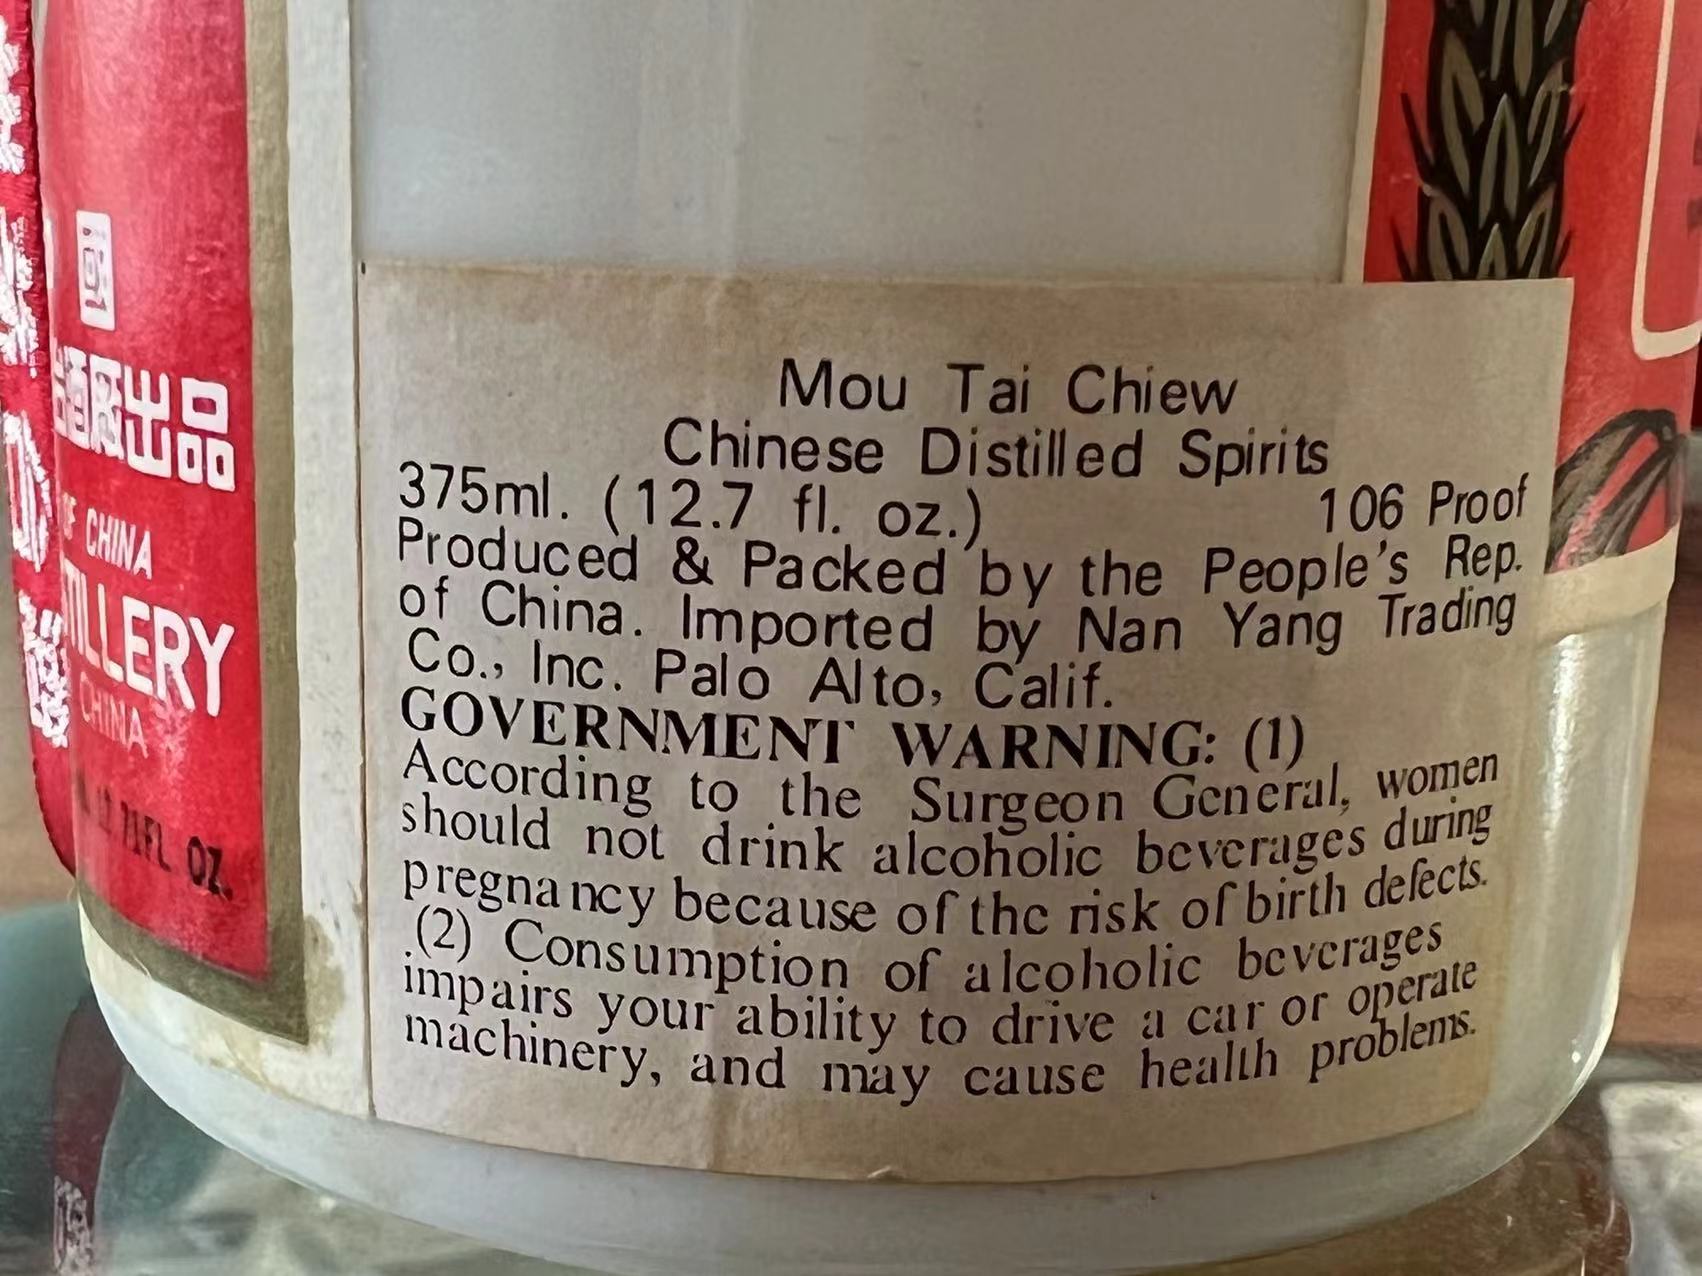 酒厰出品
OF CHINA
TILLERY
CHINA
FL OZ.
Mou Tai Chiew
Chinese Distilled Spirits
375ml. (12.7 fl. oz.) 106 Proof
Produced & Packed by the People's Rep.
of China. Imported by Nan Yang Trading
Co., Inc. Palo Alto, Calif.
GOVERNMENT WARNING: (1)
According to the Surgeon General, women
should not drink alcoholic beverages during
pregnancy because of the risk of birth defects.
(2) Consumption of alcoholic beverages
impairs your ability to drive a car or operate
machinery, and may cause health problems.